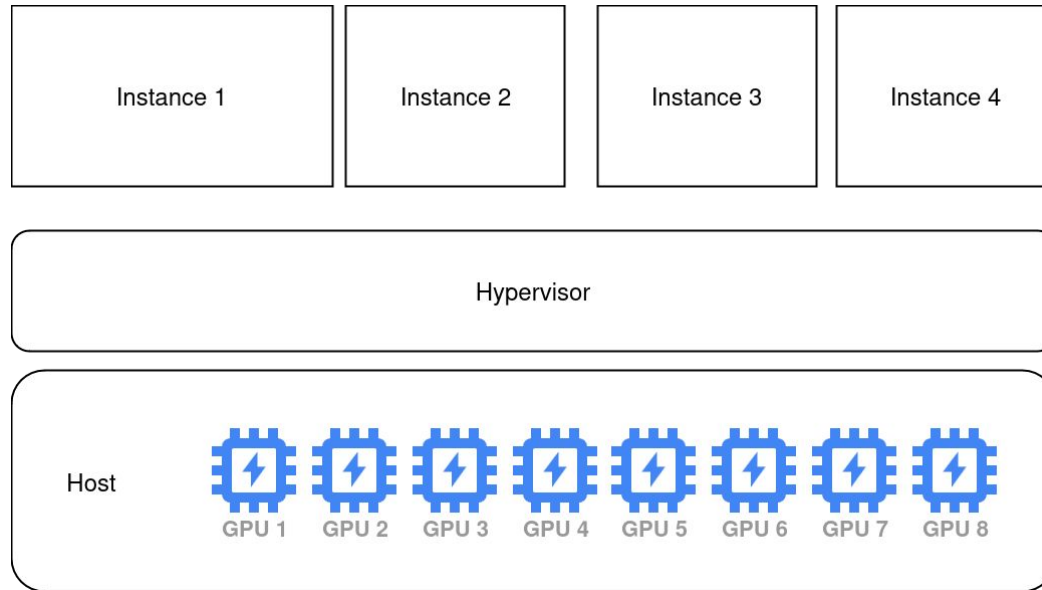 Instance 1
Instance 2
Instance 3
Instance 4
Hypervisor
Host
GPU 1
GPU 2
GPU 3
GPU 4
GPU 5
GPU 6
GPU 7
GPU 8